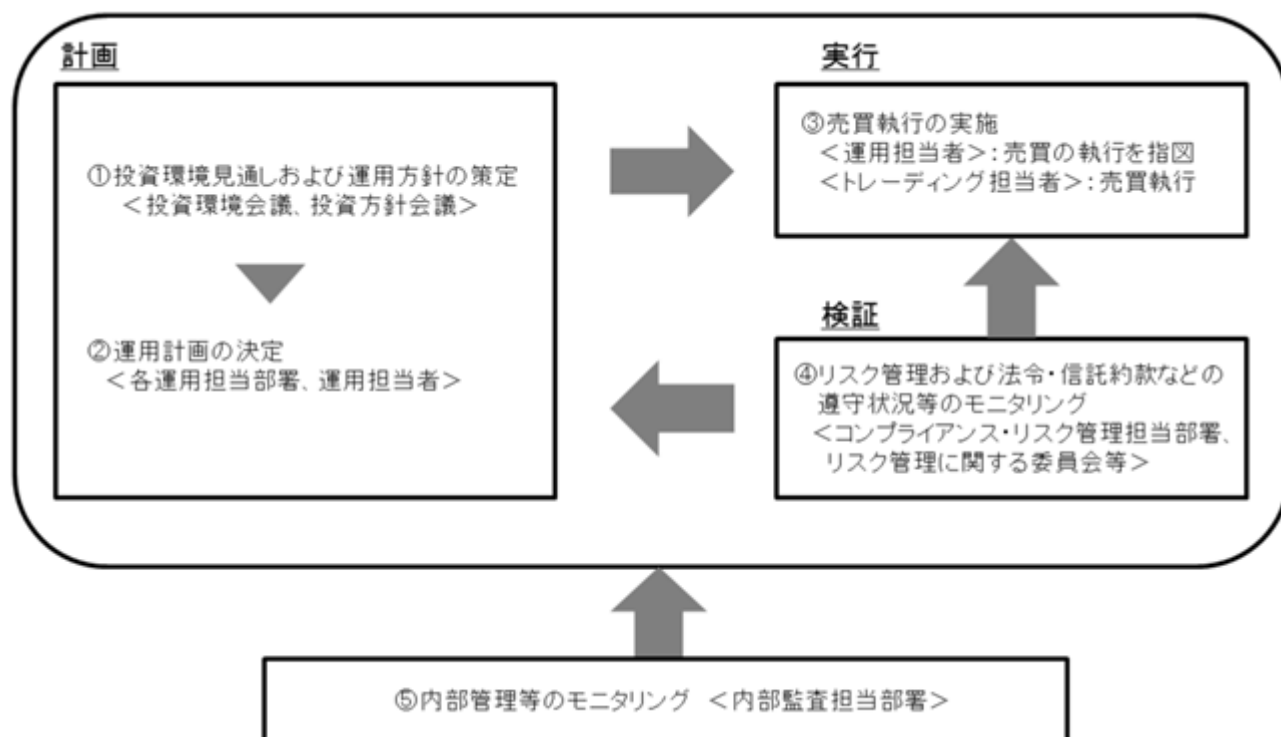 計画
①投資環境見通しおよび運用方針の策定
＜投資環境会議、投資方針会議＞
②運用計画の決定
＜各運用担当部署、運用担当者＞
実行
③売買執行の実施
＜運用担当者＞：売買の執行を指図
＜トレーディング担当者＞：売買執行
検証
④リスク管理および法令・信託約款などの
遵守状況等のモニタリング
＜コンプライアンス・リスク管理担当部署、
リスク管理に関する委員会等＞
⑤内部管理等のモニタリング ＜内部監査担当部署＞